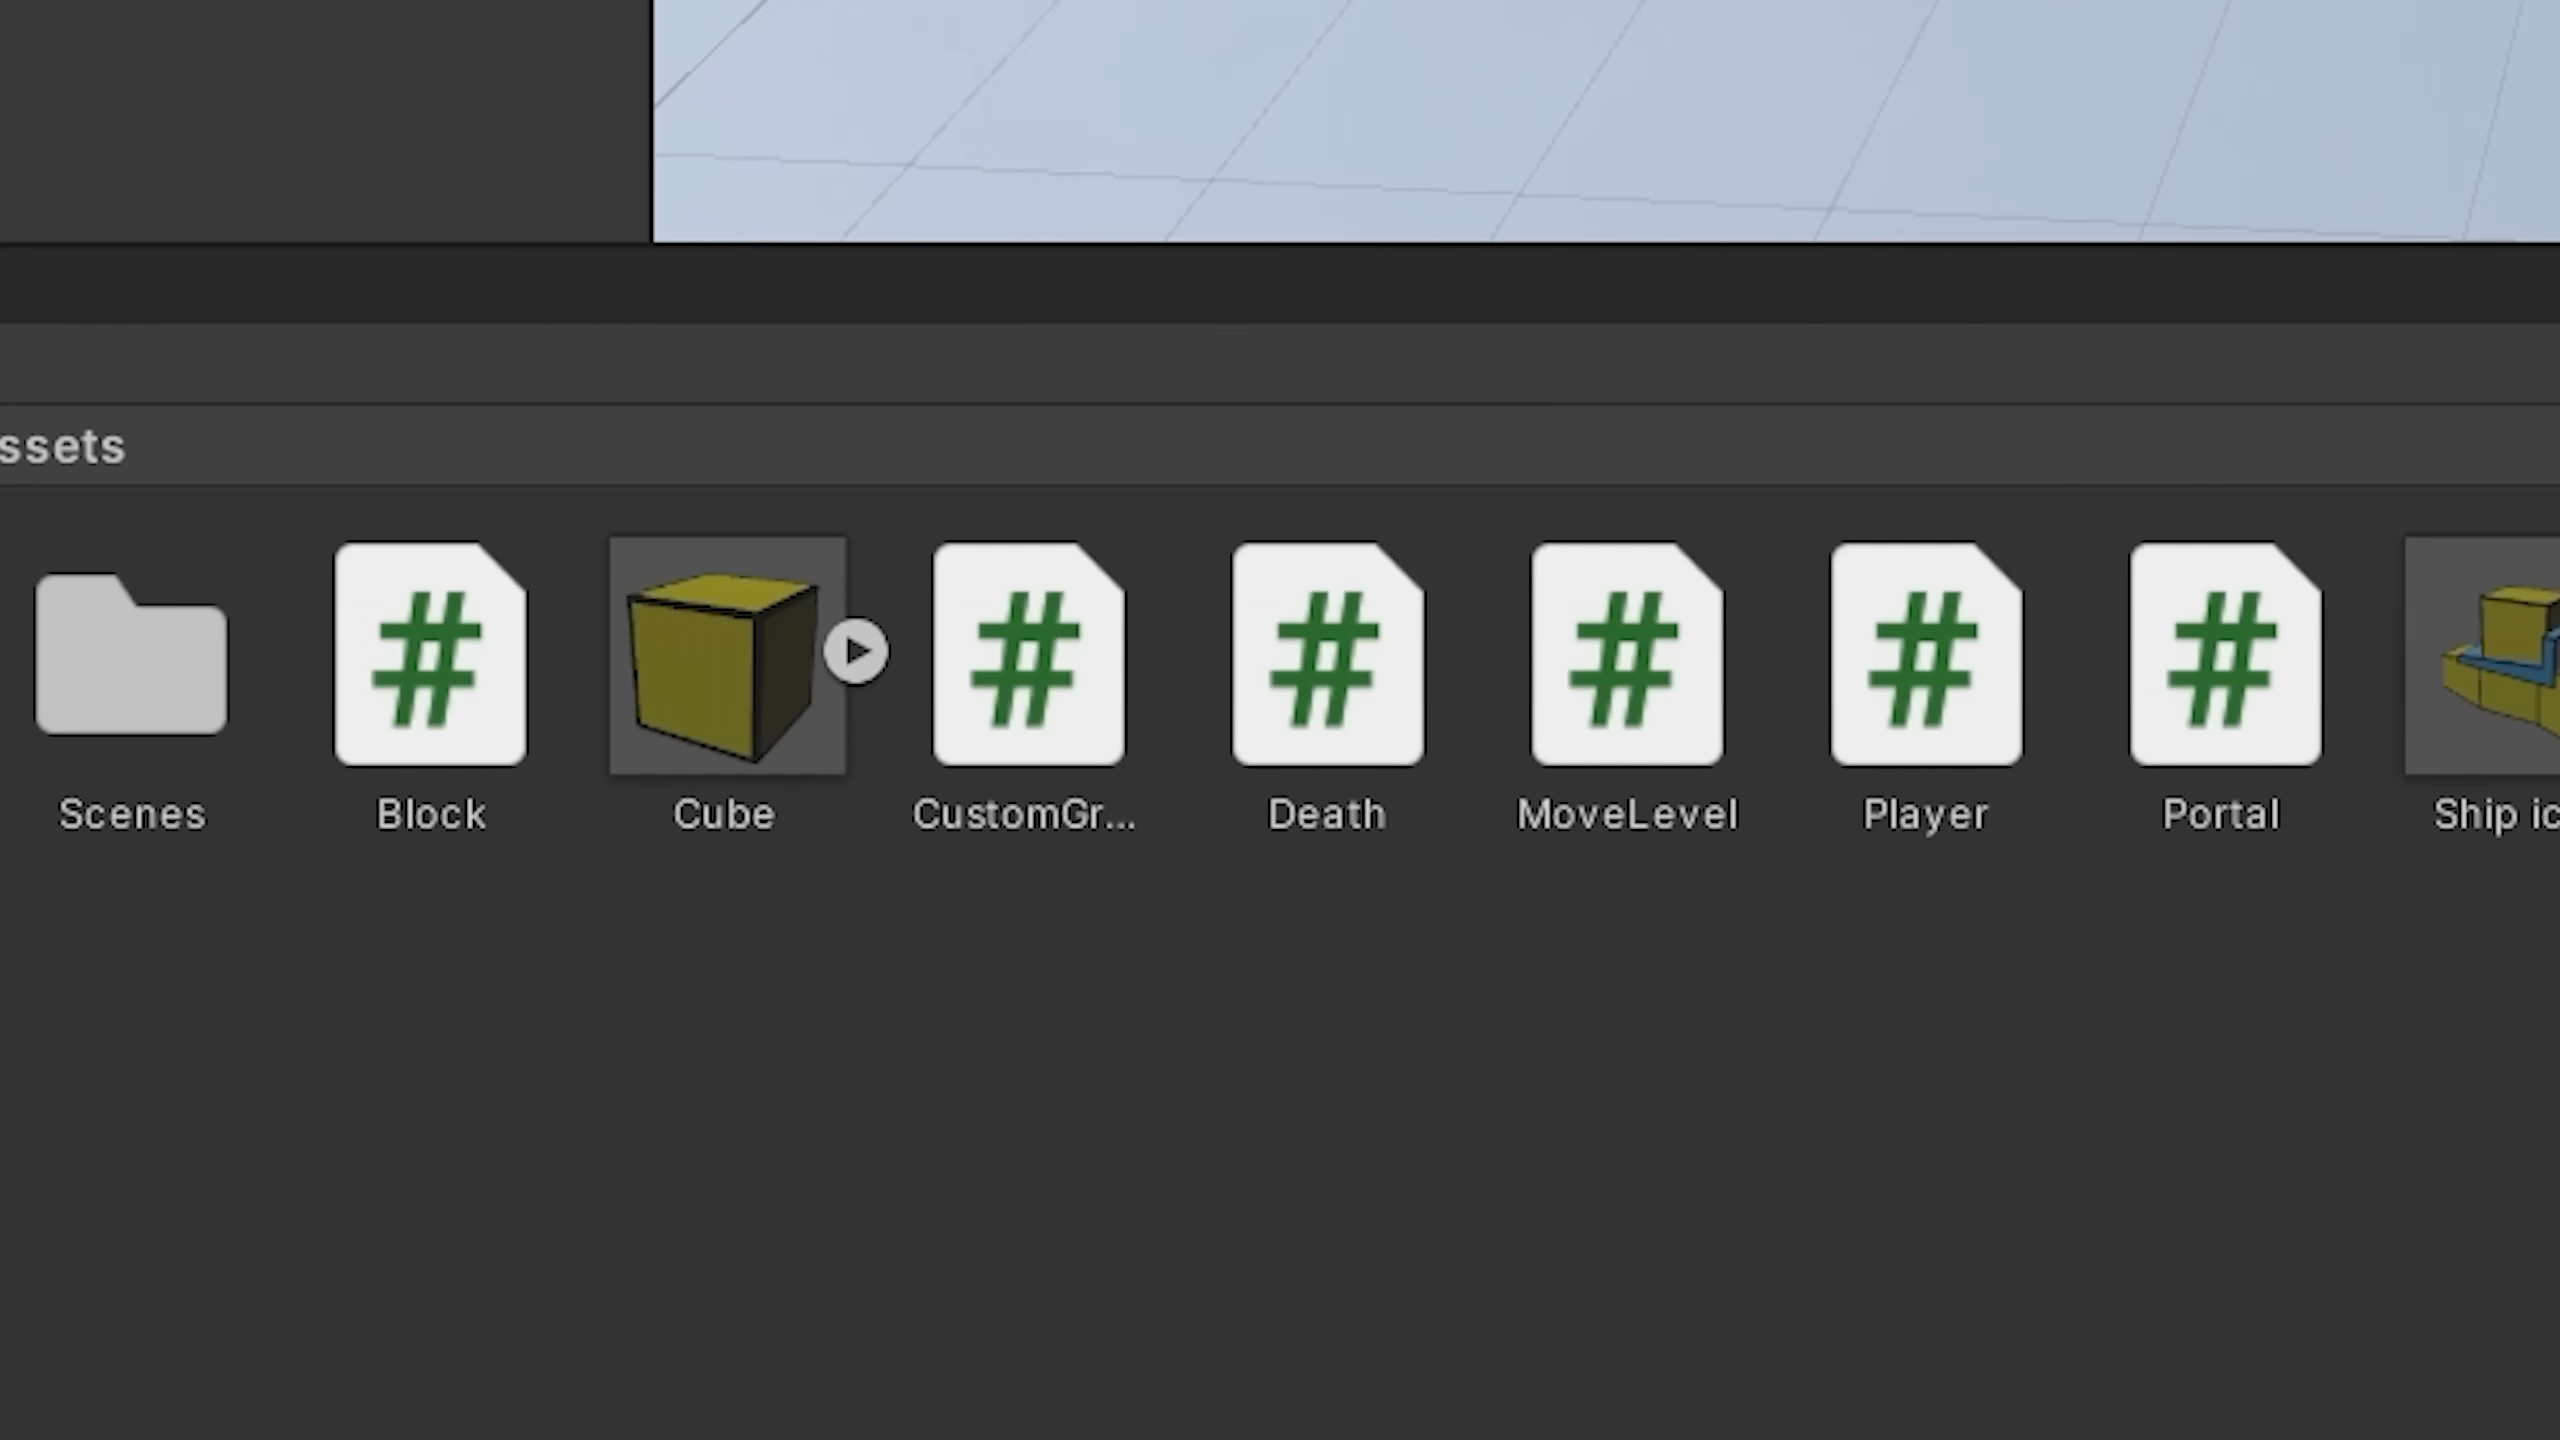 ssets
Scenes
Block
Cube
CustomGr...
Death
MoveLevel
Player
Portal
Ship ic